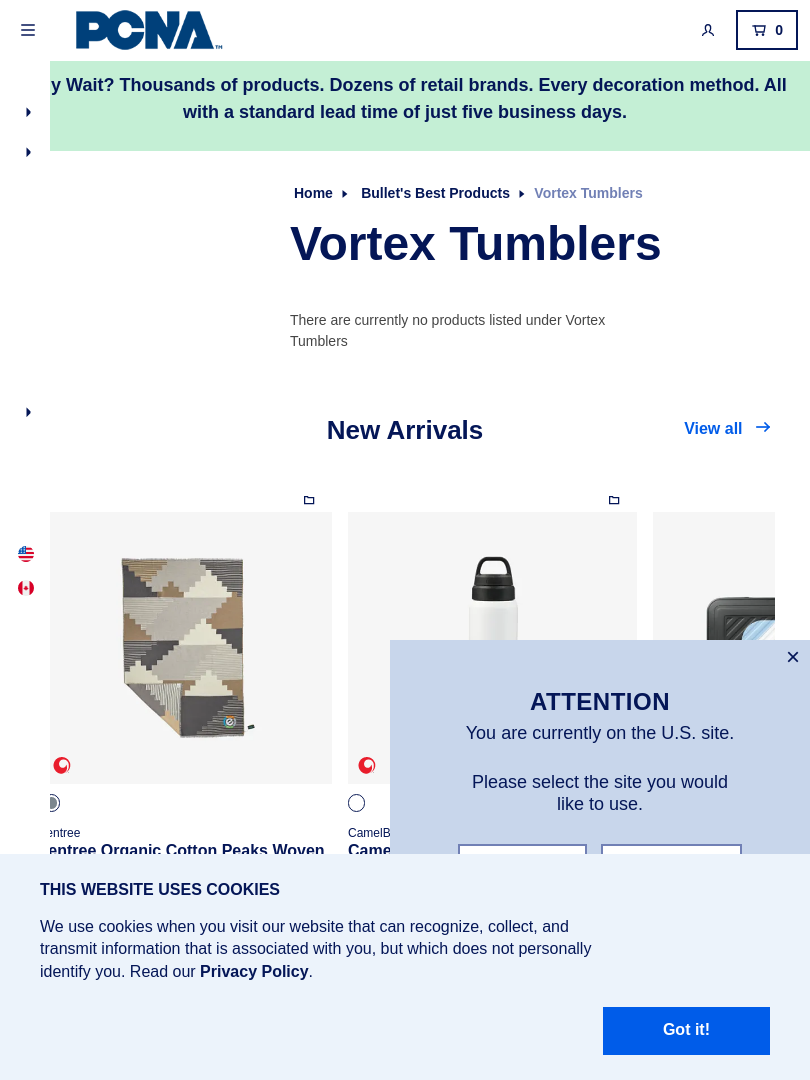 PCNA
TM
0
y Wait? Thousands of products. Dozens of retail brands. Every decoration method. All
with a standard lead time of just five business days.
Home Bullet's Best Products Vortex Tumblers
Vortex Tumblers
There are currently no products listed under Vortex
Tumblers
New Arrivals
View all
ATTENTION
You are currently on the U.S. site.
Please select the site you would
like to use.
entree
entree Organic Cotton Peaks Woven
CamelB
Came
THIS WEBSITE USES COOKIES
We use cookies when you visit our website that can recognize, collect, and
transmit information that is associated with you, but which does not personally
identify you. Read our Privacy Policy.
Got it!